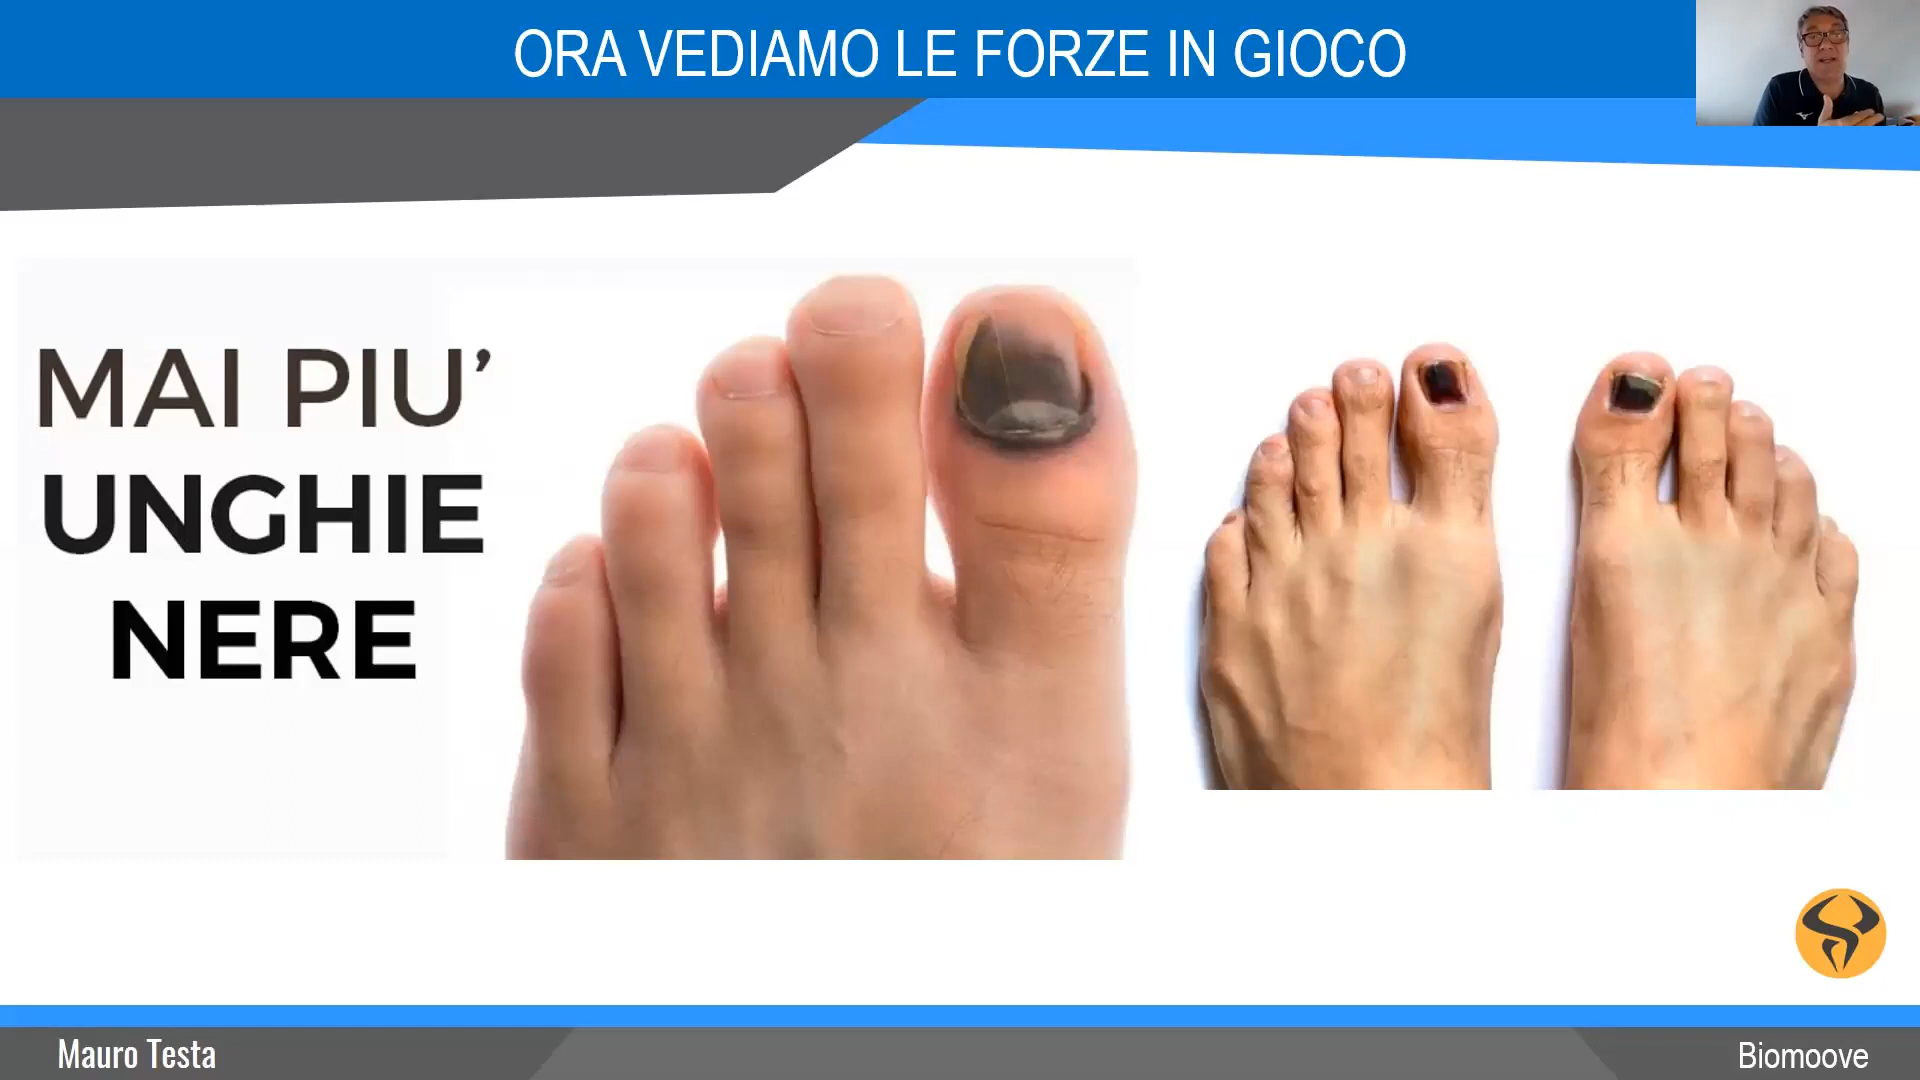 ORA VEDIAMO LE FORZE IN GIOCO
MAI PIU’
UNGHIE
NERE
Mauro Testa
Biomoove